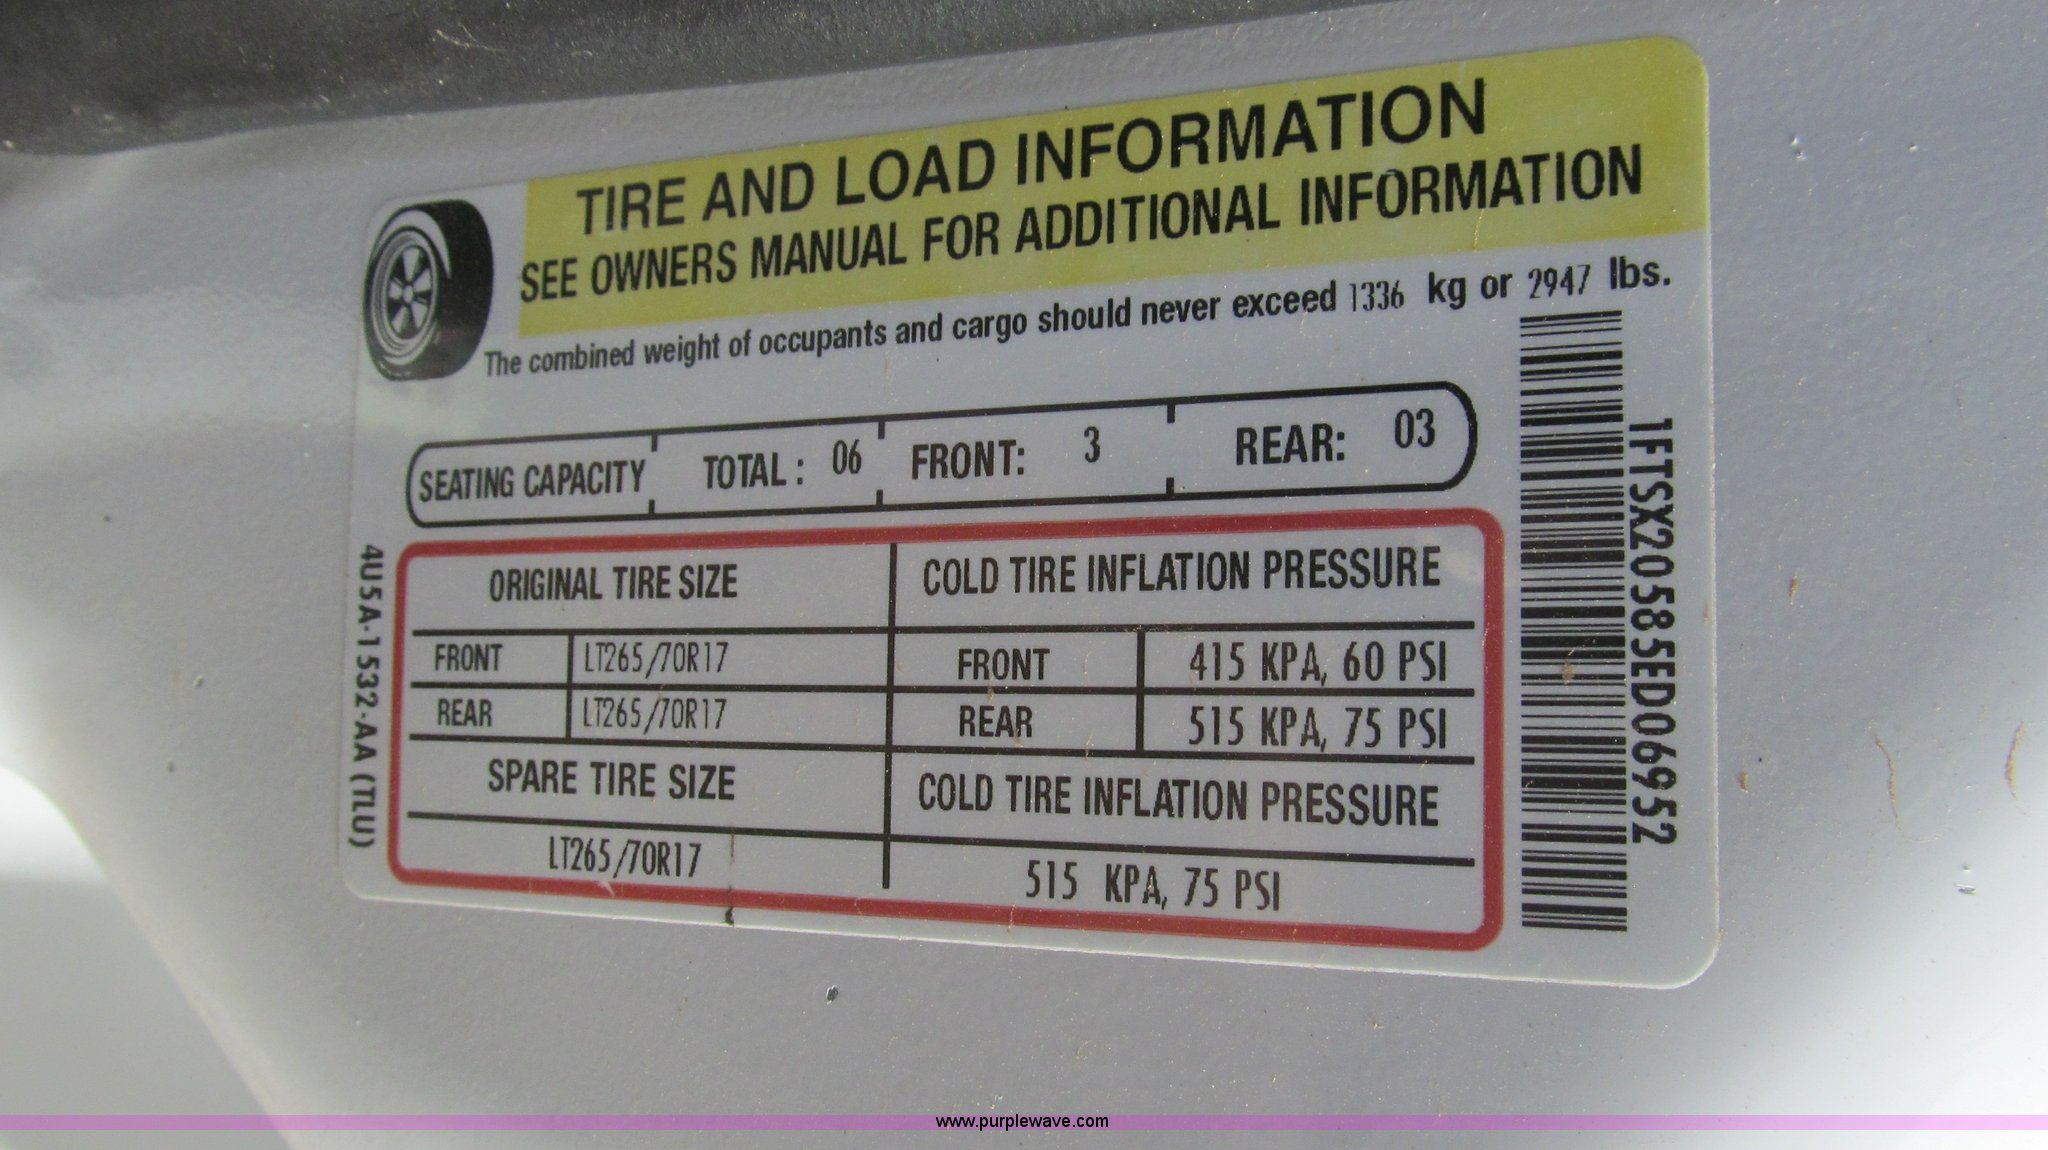 TIRE AND LOAD INFORMATION
SEE OWNERS MANUAL FOR ADDITIONAL INFORMATION
The combined weight of occupants and cargo should never exceed 1336 kg or 2947 lbs.
SEATING CAPACITY TOTAL : 06 FRONT: 3 REAR: 03
ORIGINAL TIRE SIZE COLD TIRE INFLATION PRESSURE
FRONT LT265/70R17 FRONT 415 KPA, 60 PSI
REAR LT265/70R17 REAR 515 KPA, 75 PSI
SPARE TIRE SIZE COLD TIRE INFLATION PRESSURE
LT265/70R17 515 KPA, 75 PSI
4U5A-1532-AA (TLU)
1FTSX20585ED06952
www.purplewave.com